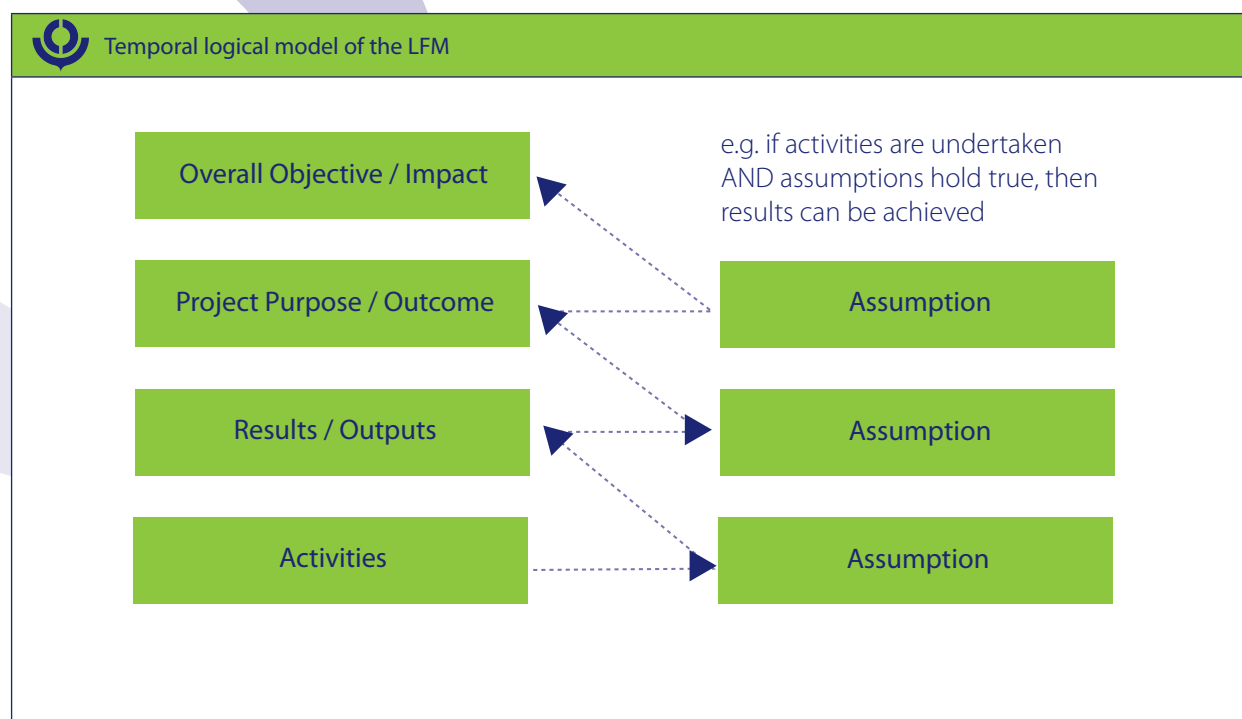 Temporal logical model of the LFM
Overall Objective / Impact
e.g. if activities are undertaken
AND assumptions hold true, then
results can be achieved
Project Purpose / Outcome
Assumption
Results / Outputs
Assumption
Activities
Assumption